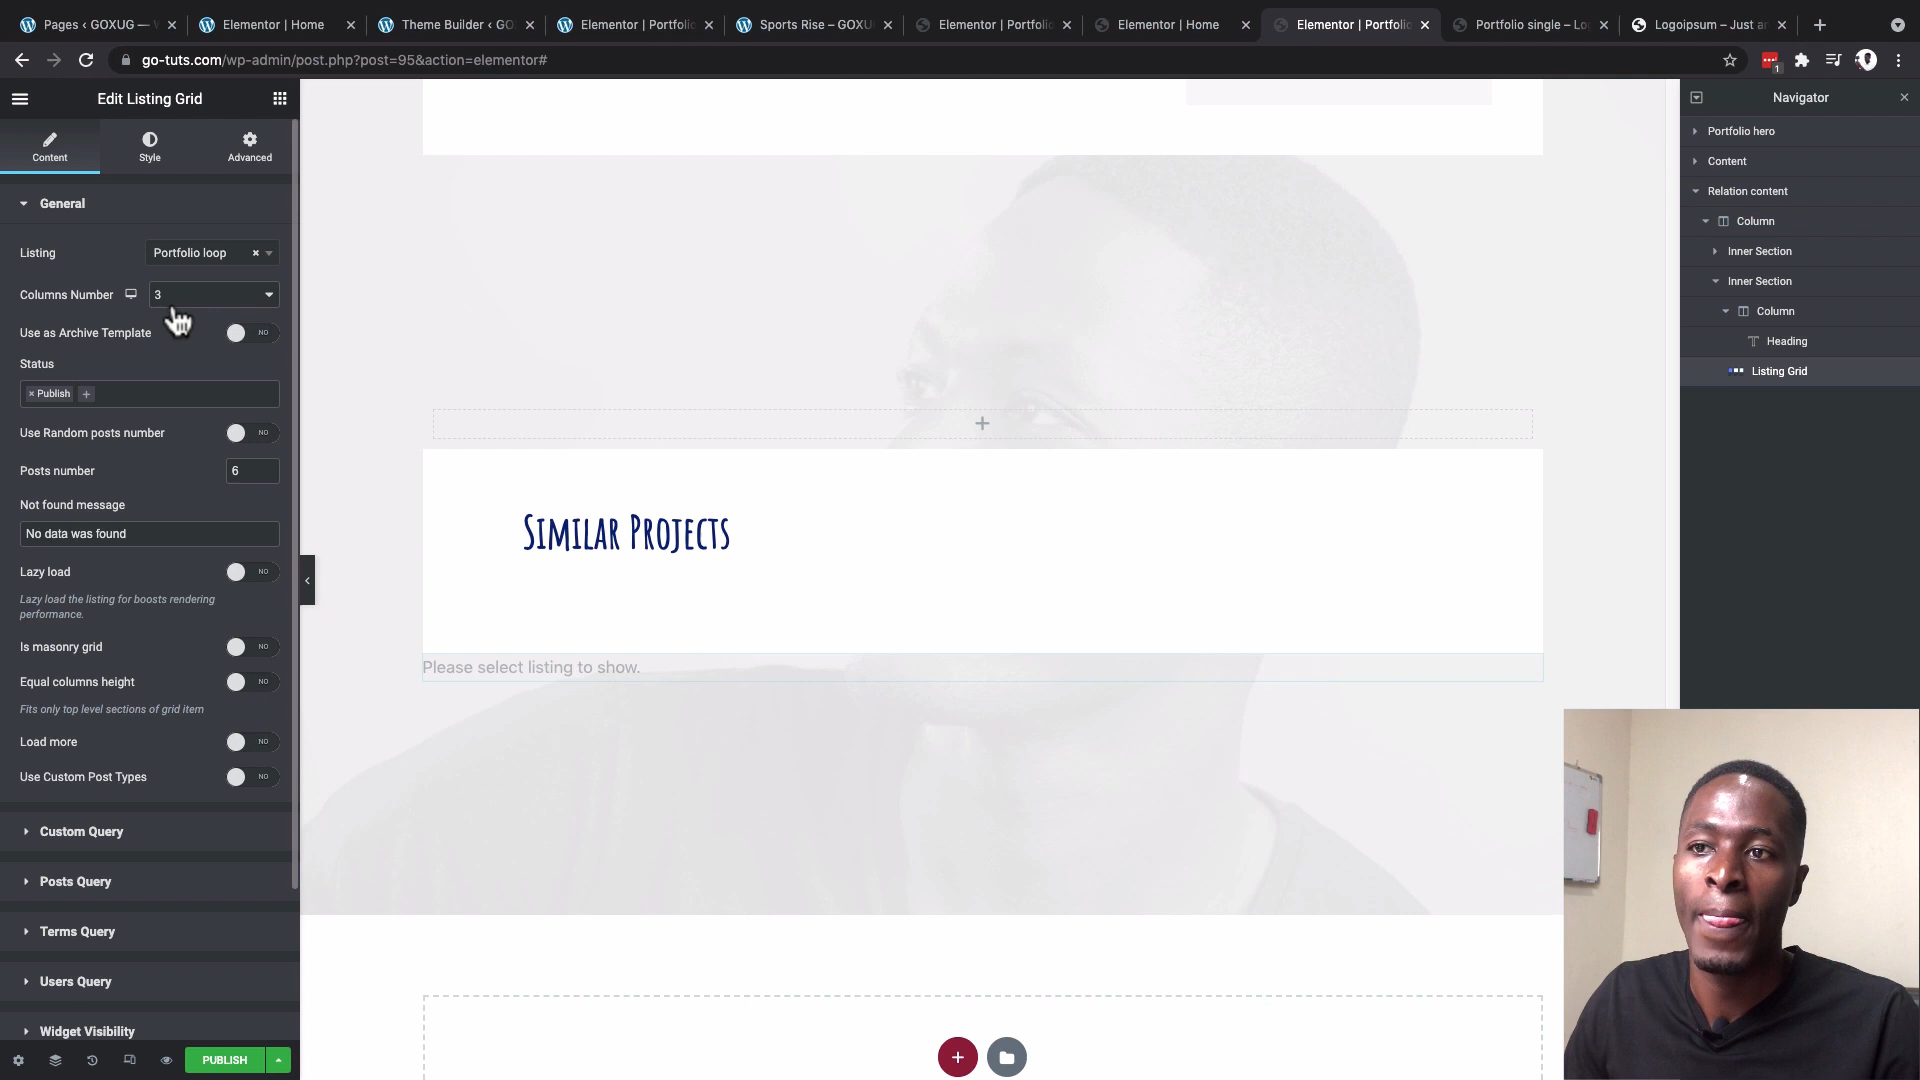 Pages ‹ GOXUG —
Elementor | Home
Theme Builder ‹ GO
Elementor | Portfoli
Sports Rise – GOXU
Elementor | Portfoli
Elementor | Home
Elementor | Portfoli
Portfolio single – Lo
Logoipsum – Just a
go-tuts.com/wp-admin/post.php?post=95&action=elementor#
1
Edit Listing Grid
Content
Style
Advanced
General
Listing
Portfolio loop
Columns Number
3
Use as Archive Template
NO
Status
× Publish +
Use Random posts number
NO
Posts number
6
Not found message
No data was found
Lazy load
NO
Lazy load the listing for boosts rendering
performance.
Is masonry grid
NO
Equal columns height
NO
Fits only top level sections of grid item
Load more
NO
Use Custom Post Types
NO
Custom Query
Posts Query
Terms Query
Users Query
Widget Visibility
PUBLISH
Similar Projects
Please select listing to show.
Navigator
Portfolio hero
Content
Relation content
Column
Inner Section
Inner Section
Column
Heading
Listing Grid